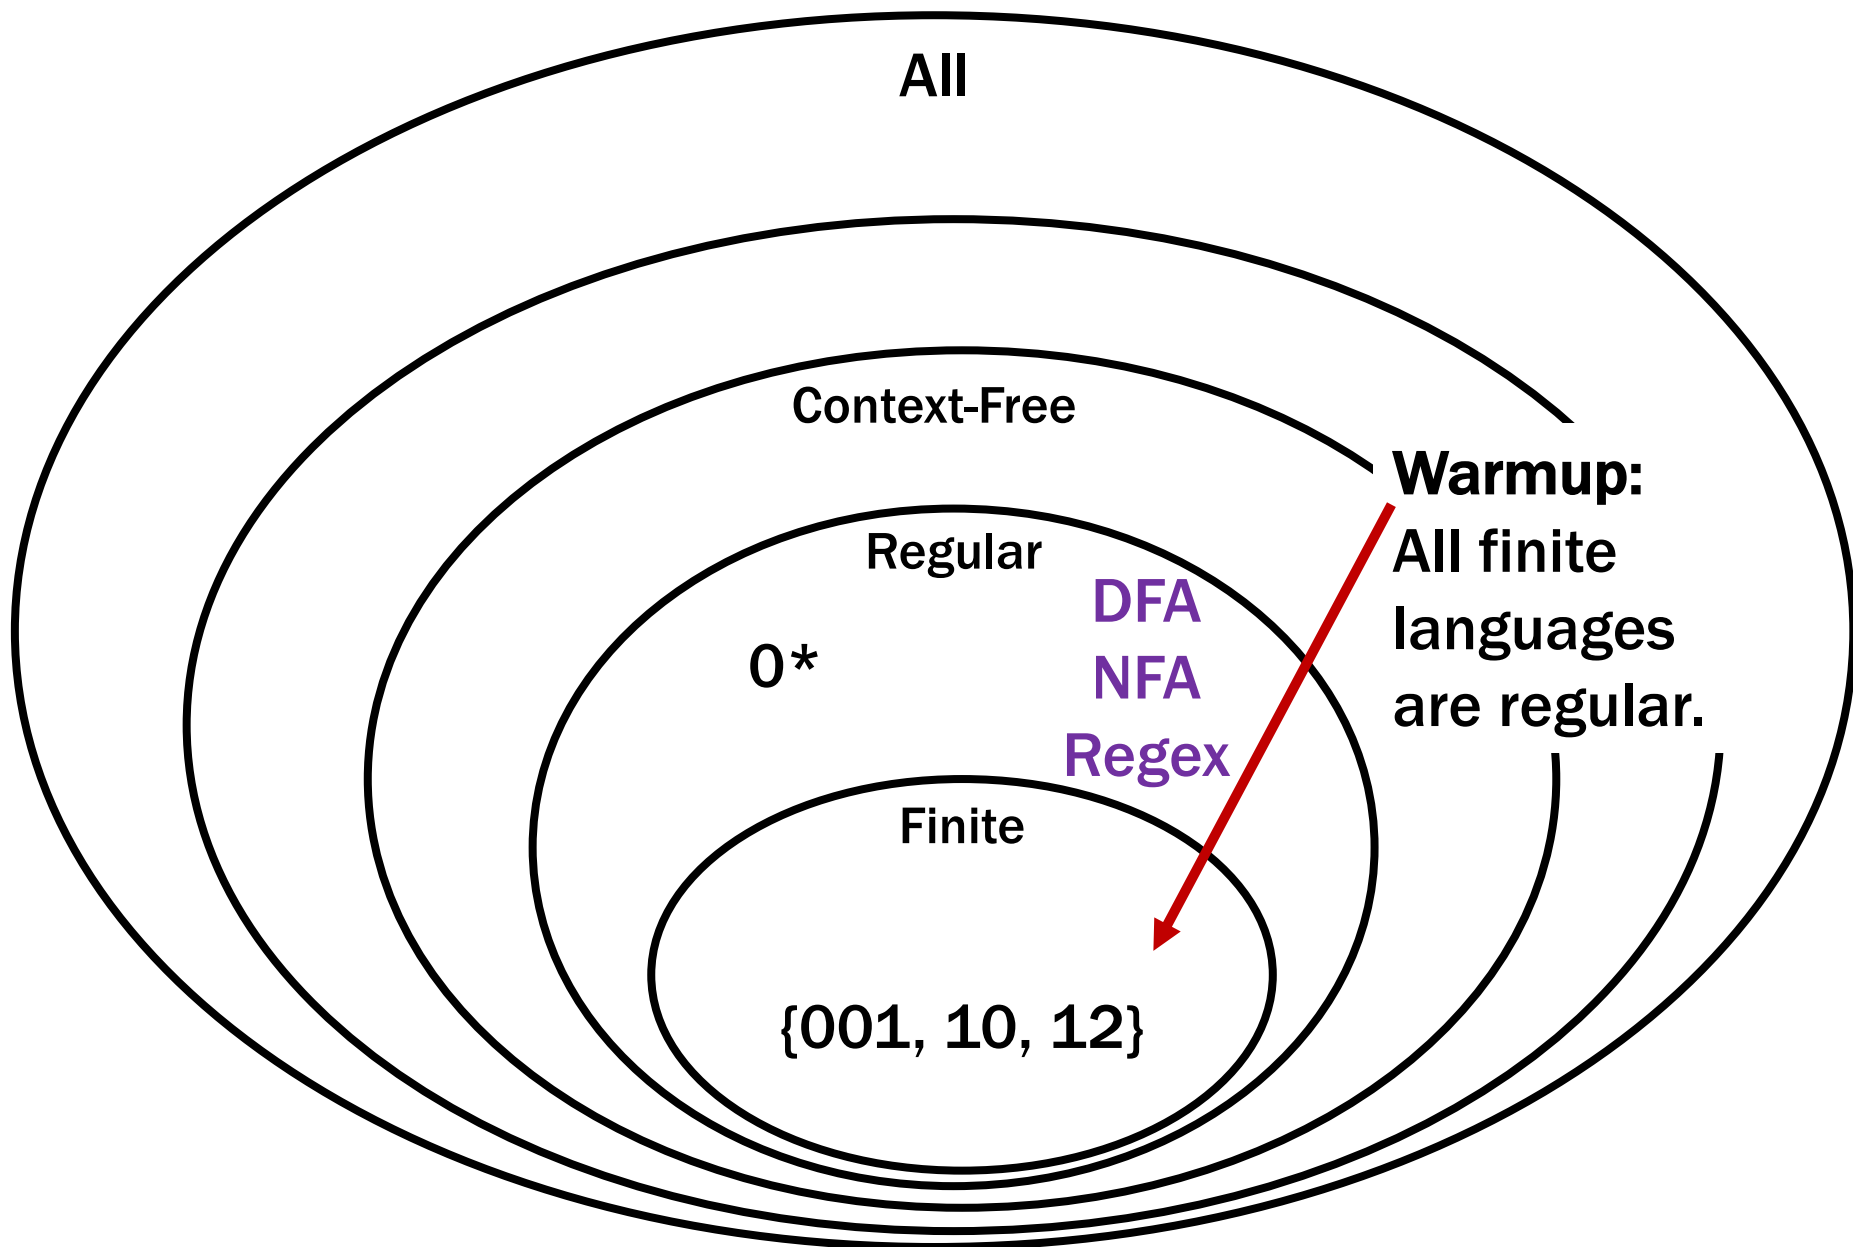 All
Context-Free
Warmup:
All finite
languages
are regular.
Regular
DFA
NFA
Regex
0*
Finite
{001, 10, 12}